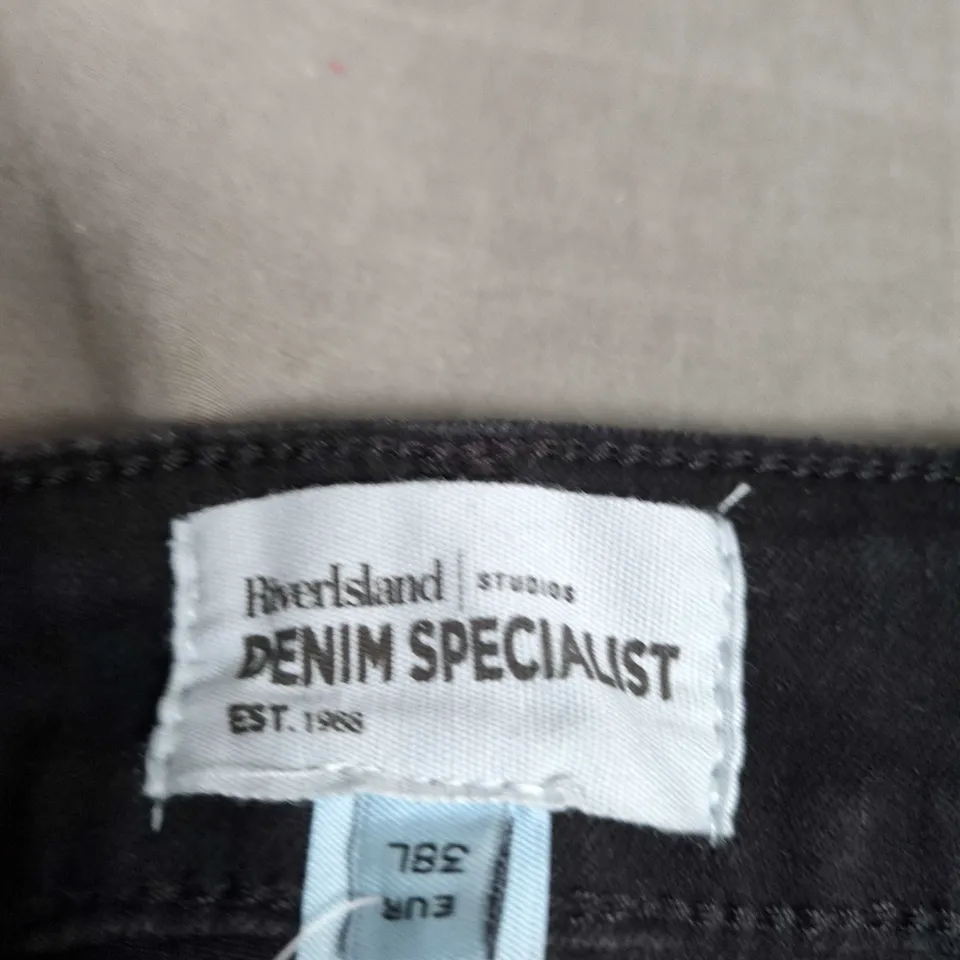 RiverIsland | STUDIOS
DENIM SPECIALIST
EST. 1988
EUR
38L